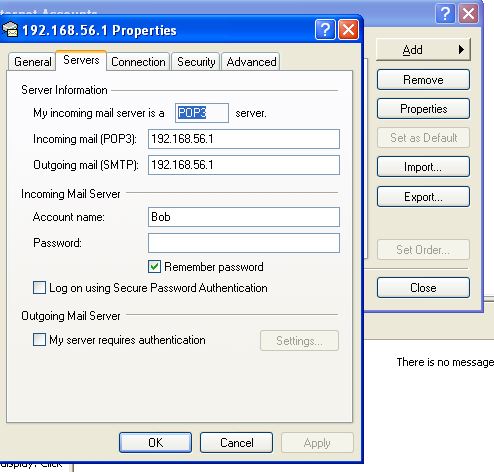 Internet Accounts
192.168.56.1 Properties
General
Servers
Connection
Security
Advanced
Server Information
My incoming mail server is a POP3 server.
Incoming mail (POP3): 192.168.56.1
Outgoing mail (SMTP): 192.168.56.1
Incoming Mail Server
Account name: Bob
Password:
Remember password
Log on using Secure Password Authentication
Outgoing Mail Server
My server requires authentication
Settings...
OK
Cancel
Apply
Add
Remove
Properties
Set as Default
Import...
Export...
Set Order...
Close
There is no message
display. Click